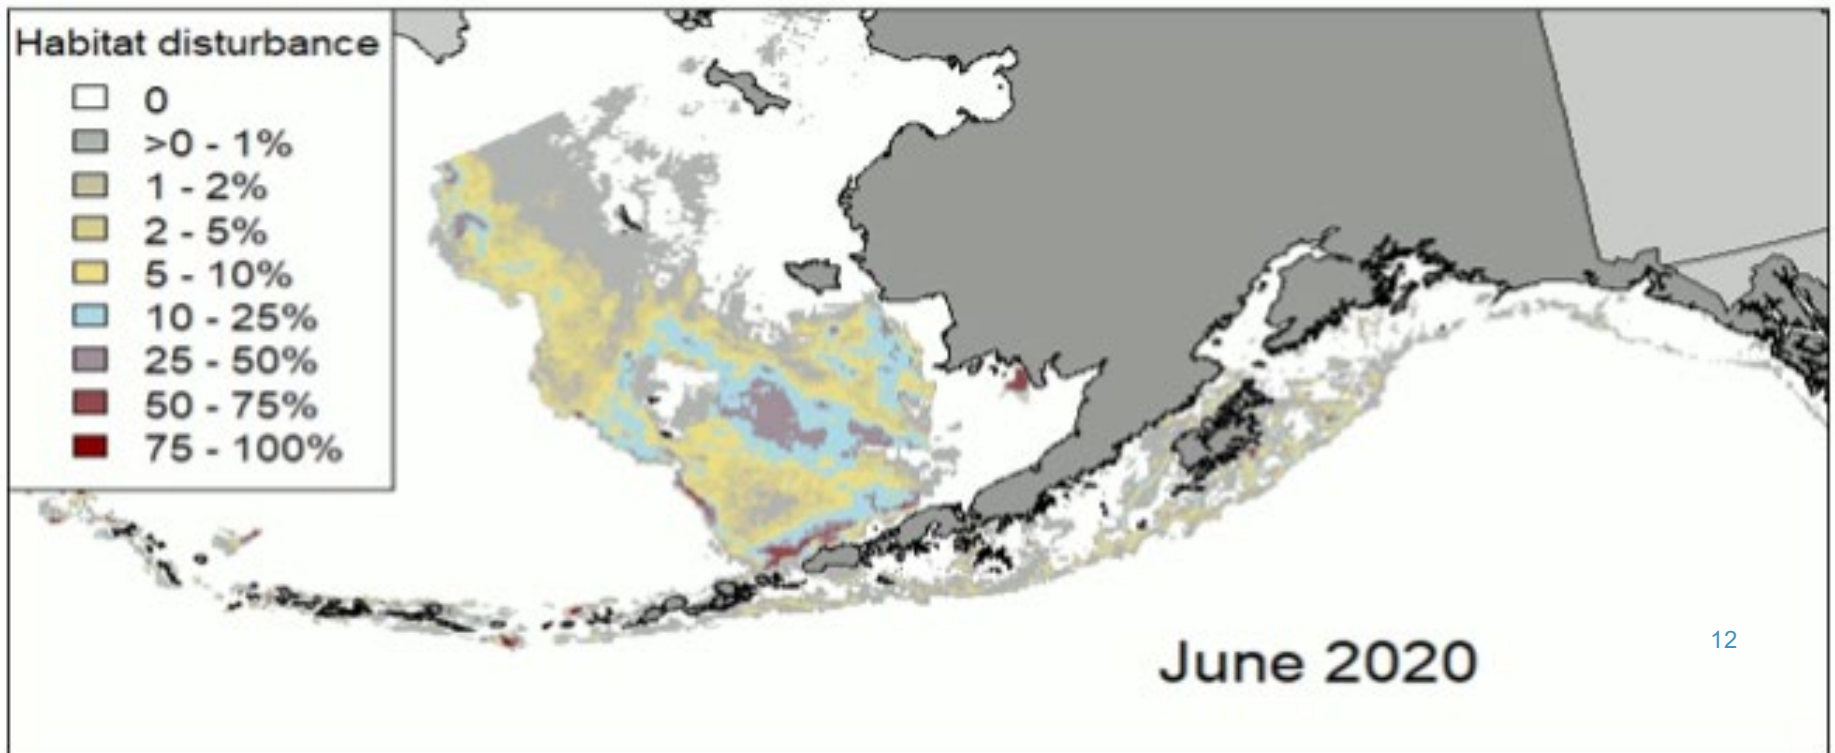 Habitat disturbance
0
>0 - 1%
1 - 2%
2 - 5%
5 - 10%
10 - 25%
25 - 50%
50 - 75%
75 - 100%
June 2020
12